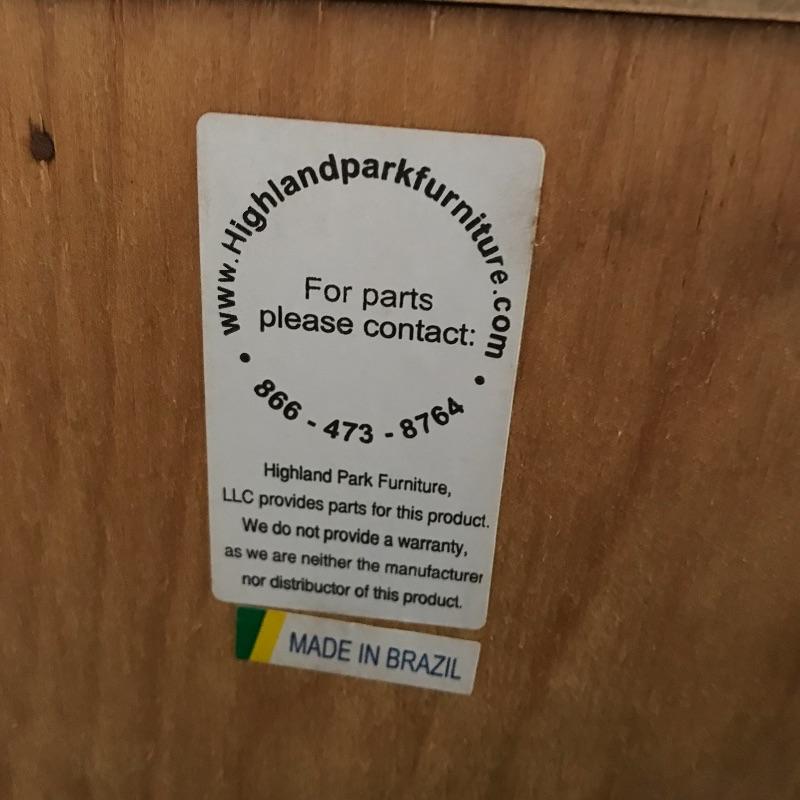 www.Highlandparkfurniture.com
For parts
please contact:
• 866 - 473 - 8764 •
Highland Park Furniture,
LLC provides parts for this product.
We do not provide a warranty,
as we are neither the manufacturer
nor distribuctor of this product.
MADE IN BRAZIL